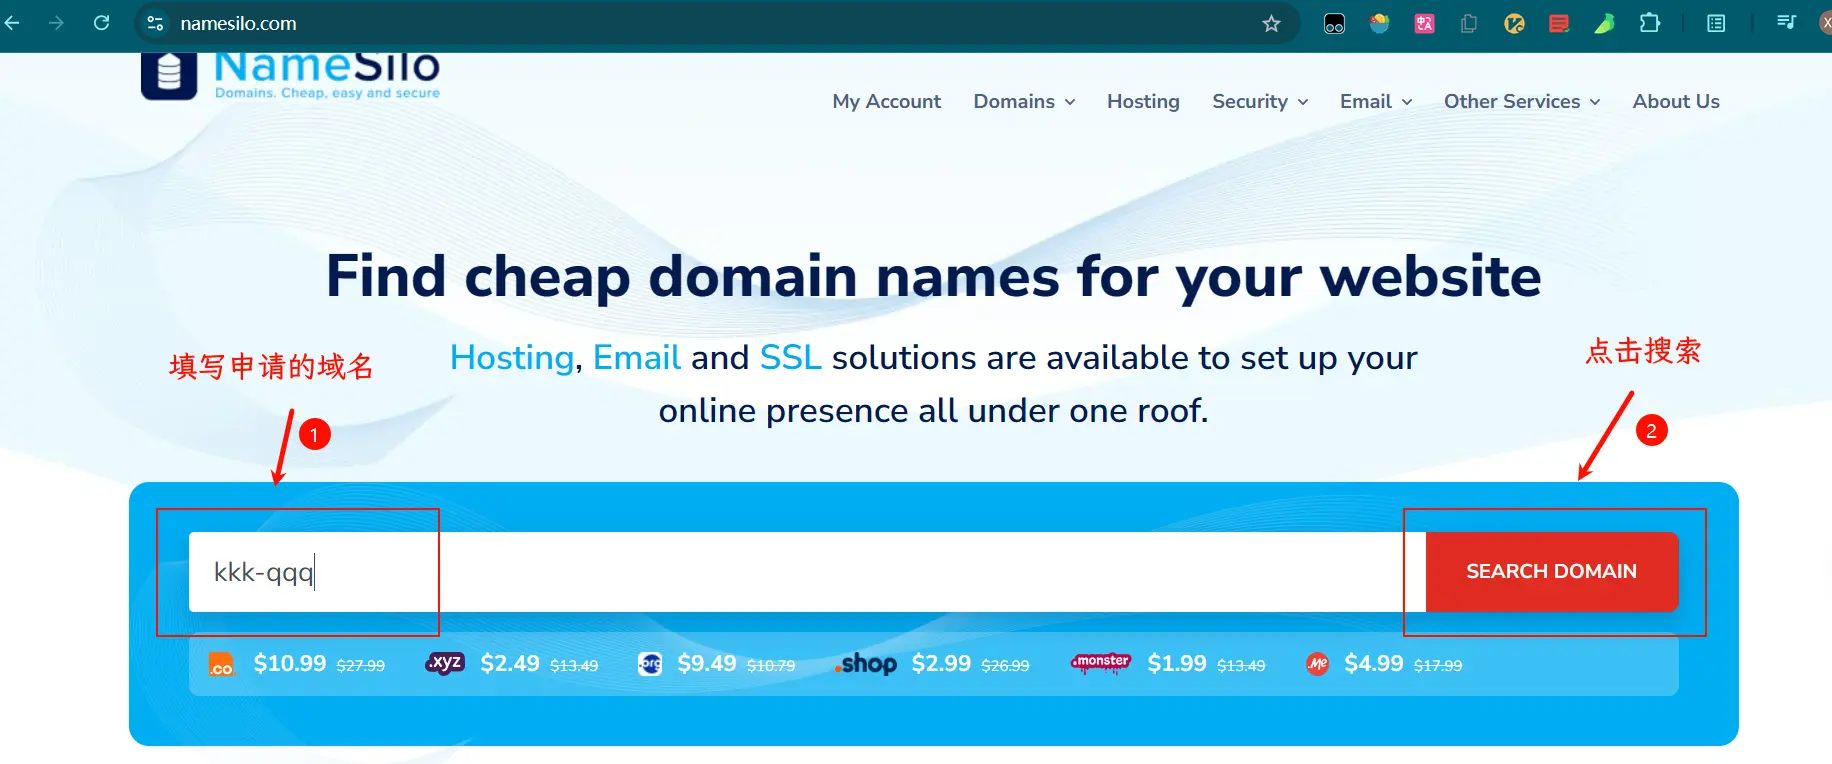 namesilo.com
NameSilo
Domains. Cheap, easy and secure
My Account Domains Hosting Security Email Other Services About Us
Find cheap domain names for your website
Hosting, Email and SSL solutions are available to set up your
online presence all under one roof.
填写申请的域名
1
点击搜索
2
kkk-qqq
SEARCH DOMAIN
.co $10.99 $27.99 .xyz $2.49 $13.49 .org $9.49 $10.79 .shop $2.99 $26.99 .monster $1.99 $13.49 .Me $4.99 $17.99